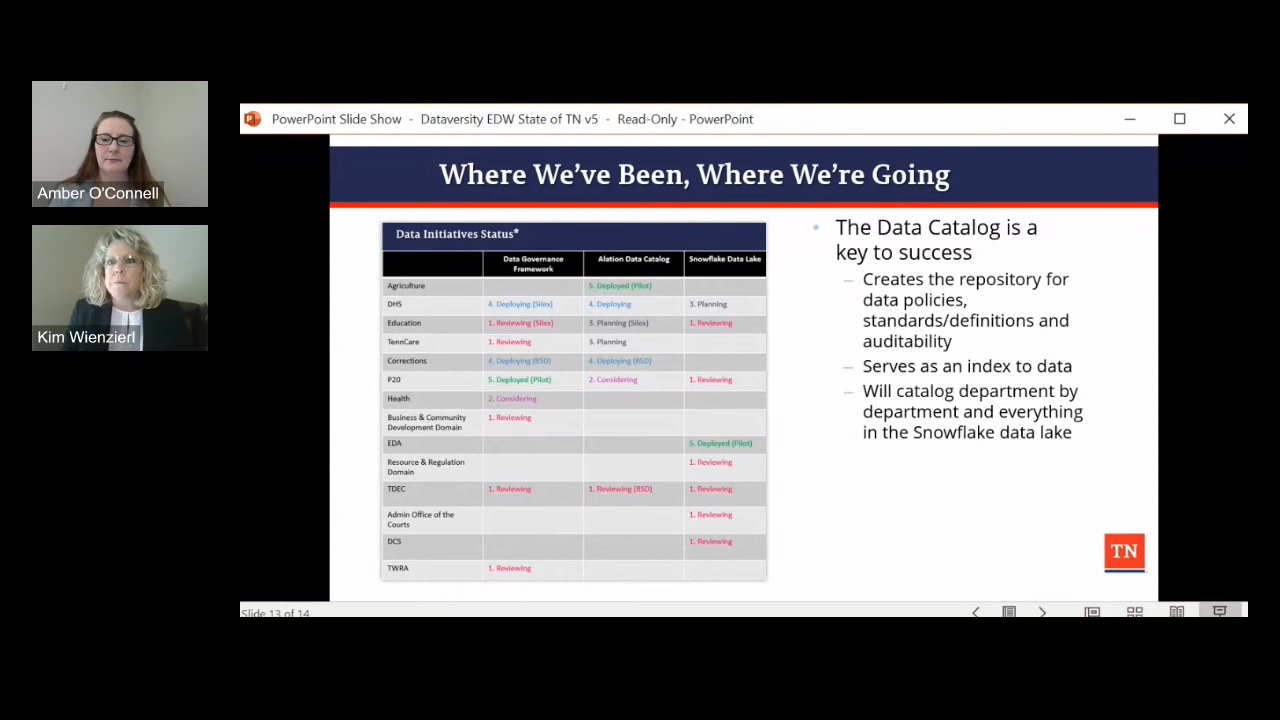 PowerPoint Slide Show - Dataversity EDW State of TN v5 - Read-Only - PowerPoint
Amber O'Connell
Kim Wienzierl
Where We've Been, Where We're Going
Data Initiatives Status*
Data Governance Framework Alation Data Catalog Snowflake Data Lake
Agriculture 5. Deployed (Pilot)
DHS 4. Deploying (Silex) 4. Deploying 3. Planning
Education 1. Reviewing (Silex) 3. Planning (Silex) 1. Reviewing
TennCare 1. Reviewing 3. Planning
Corrections 4. Deploying (BSD) 4. Deploying (BSD)
P20 5. Deployed (Pilot) 2. Considering 1. Reviewing
Health 2. Considering
Business & Community Development Domain 1. Reviewing
EDA 5. Deployed (Pilot)
Resource & Regulation Domain 1. Reviewing
TDEC 1. Reviewing 1. Reviewing (BSD) 1. Reviewing
Admin Office of the Courts 1. Reviewing
DCS 1. Reviewing
TWRA 1. Reviewing
• The Data Catalog is a
key to success
– Creates the repository for
data policies,
standards/definitions and
auditability
– Serves as an index to data
– Will catalog department by
department and everything
in the Snowflake data lake
TN
Slide 13 of 14